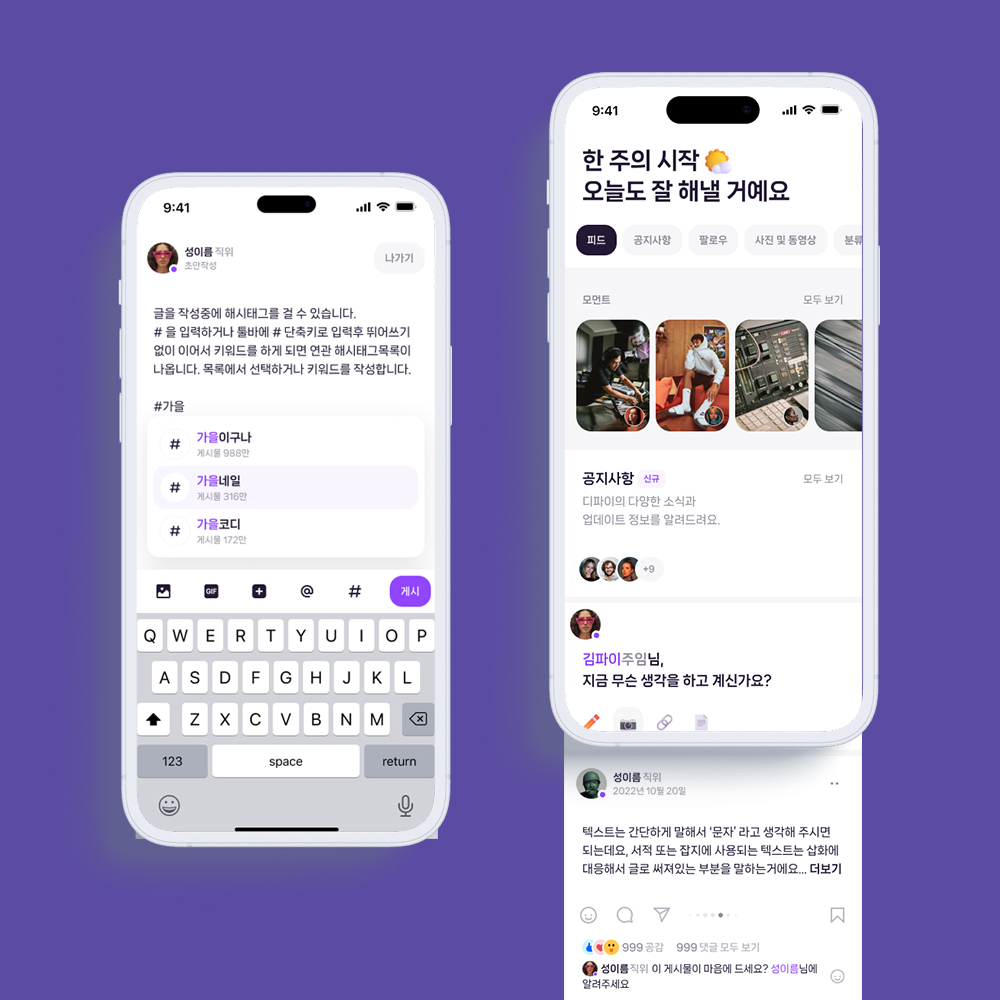 9:41
성이름 직위
초안작성
나가기
글을 작성중에 해시태그를 걸 수 있습니다.
# 을 입력하거나 툴바에 # 단축키로 입력후 뛰어쓰기
없이 이어서 키워드를 하게 되면 연관 해시태그목록이
나옵니다. 목록에서 선택하거나 키워드를 작성합니다.
#가을
# 가을이구나
게시물 988만
# 가을네일
게시물 316만
# 가을코디
게시물 172만
GIF @ # 게시
Q W E R T Y U I O P
A S D F G H J K L
Z X C V B N M
123 space return
9:41
한 주의 시작
오늘도 잘 해낼 거예요
피드 공지사항 팔로우 사진 및 동영상 분류
모먼트 모두 보기
공지사항 신규 모두 보기
디파이의 다양한 소식과
업데이트 정보를 알려드려요.
+9
김파이주임님,
지금 무슨 생각을 하고 계신가요?
성이름 직위
2022년 10월 20일
텍스트는 간단하게 말해서 '문자' 라고 생각해 주시면
되는데요, 서적 또는 잡지에 사용되는 텍스트는 삽화에
대응해서 글로 써져있는 부분을 말하는거에요... 더보기
999 공감 999 댓글 모두 보기
성이름 직위 이 게시물이 마음에 드세요? 성이름님에
알려주세요